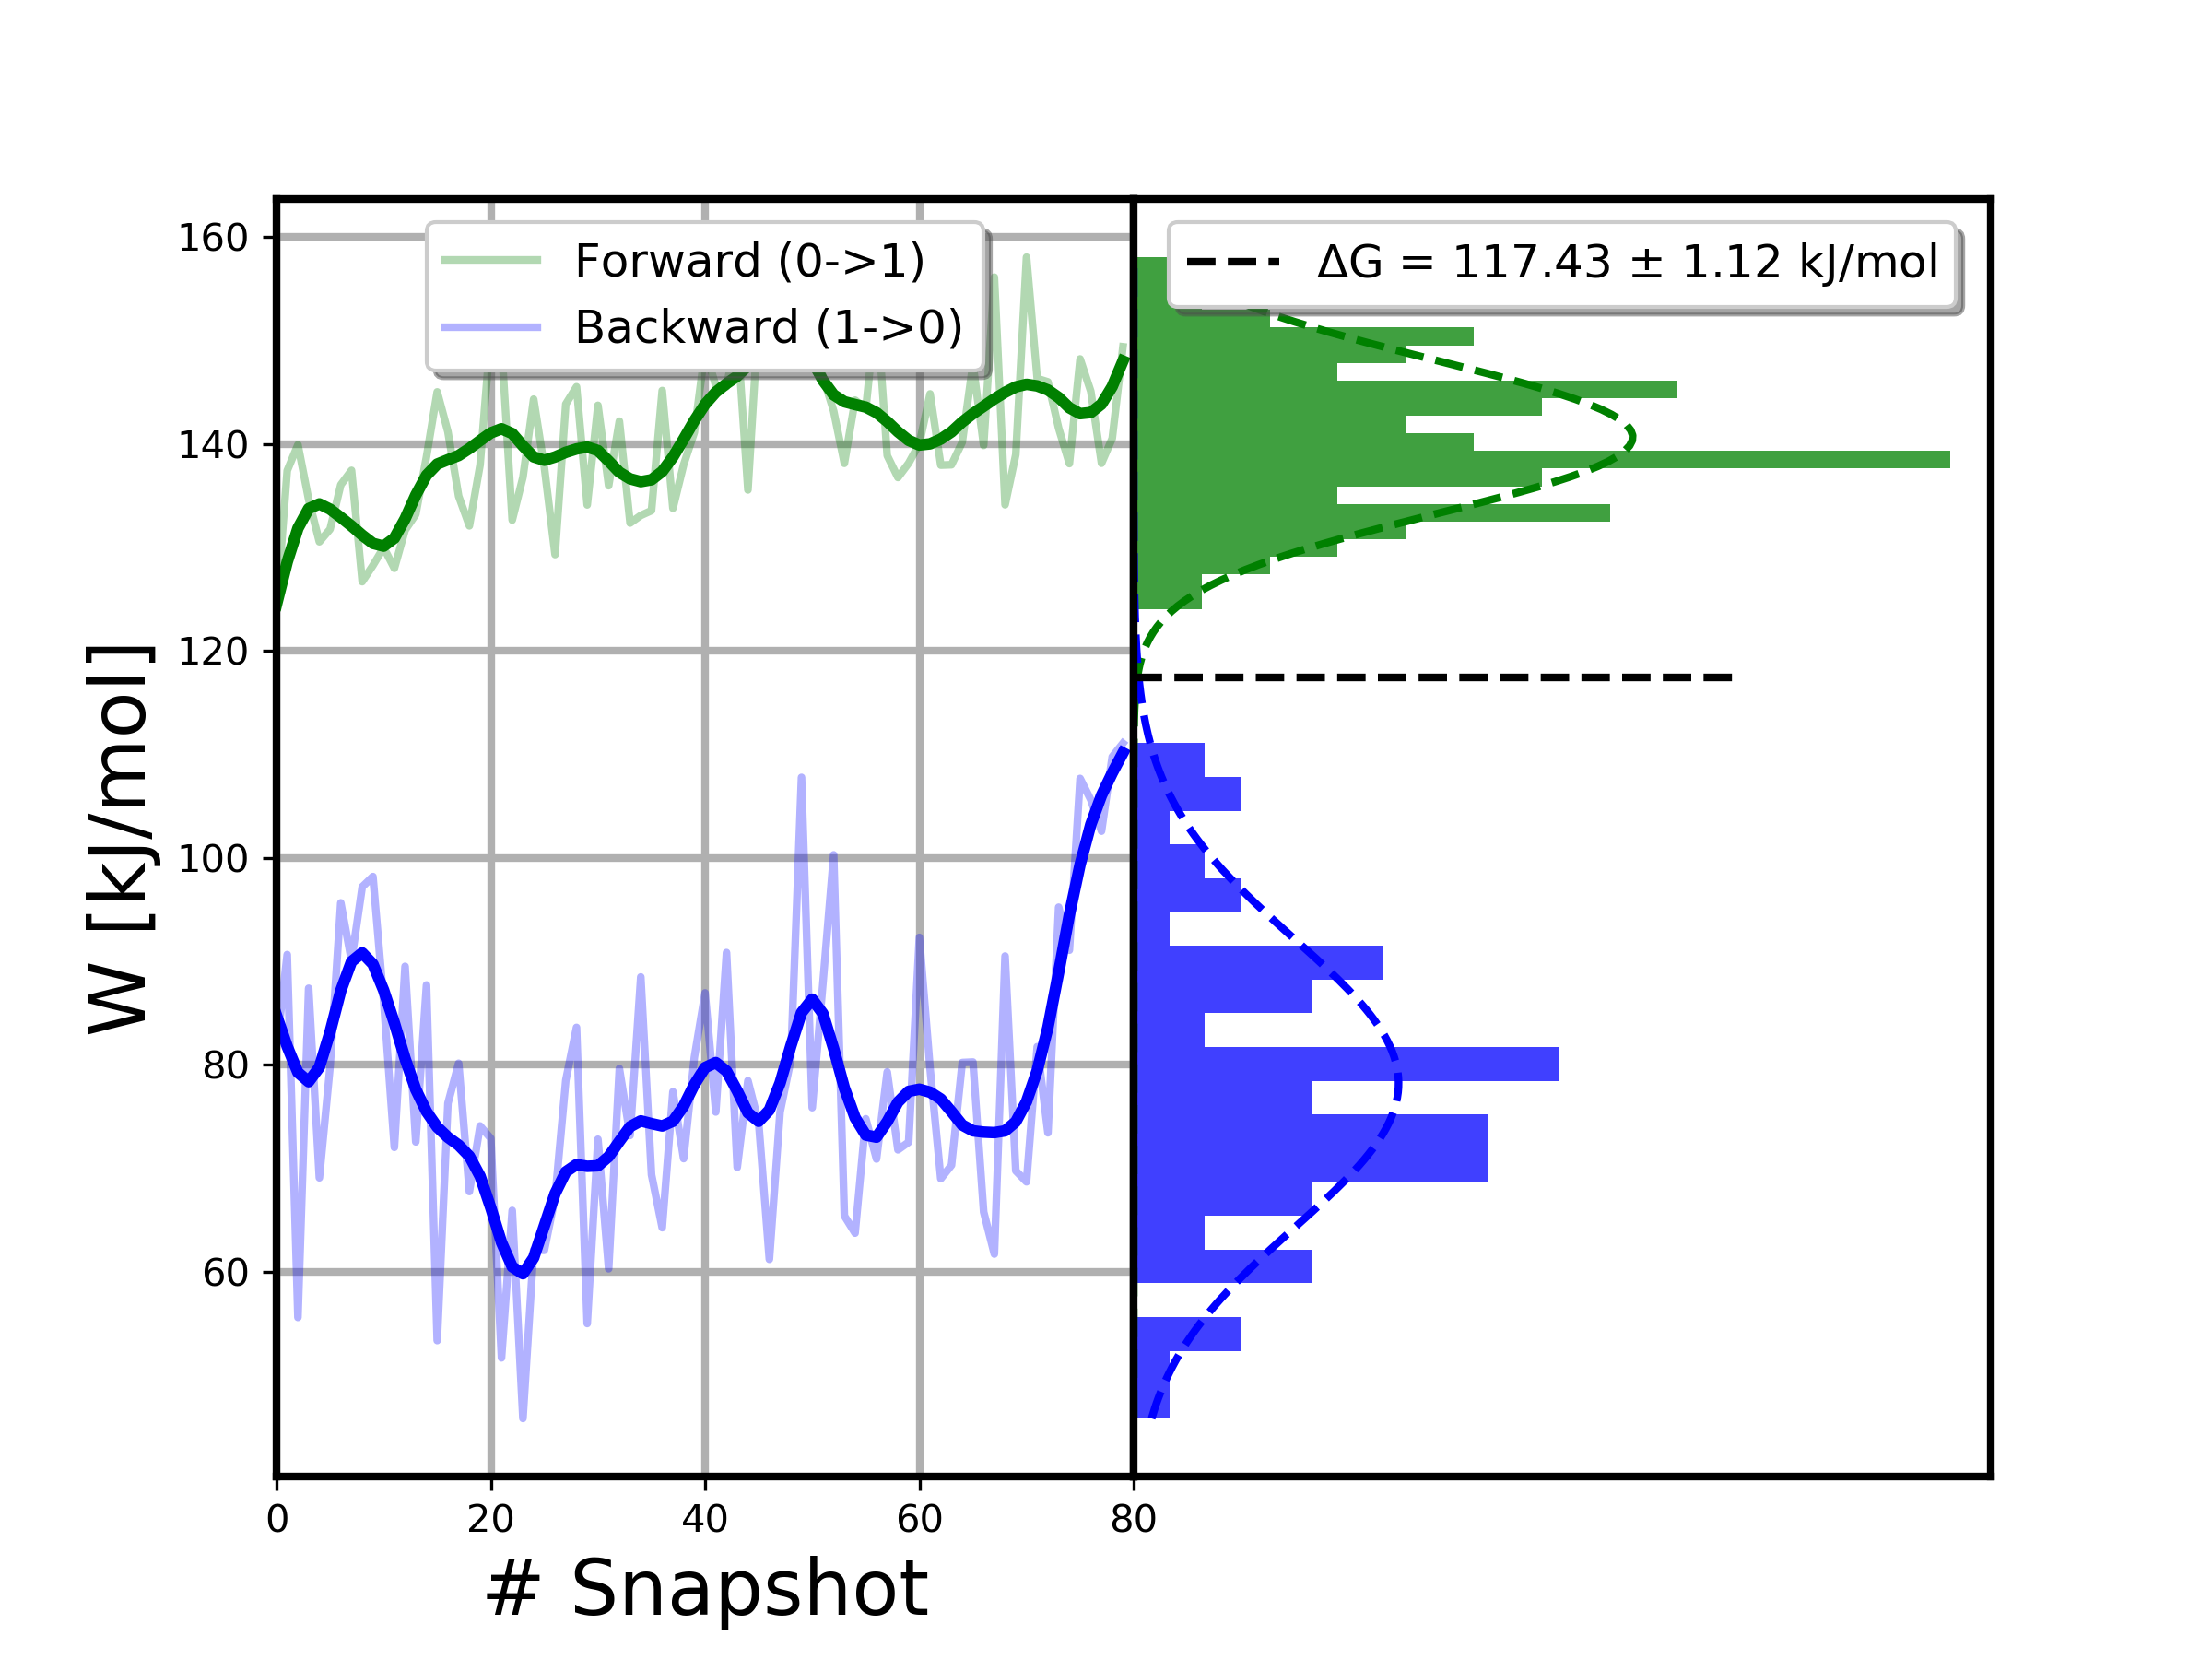 Forward (0->1)
Backward (1->0)
ΔG = 117.43 ± 1.12 kJ/mol
W [kJ/mol]
160
140
120
100
80
60
0 20 40 60 80
# Snapshot